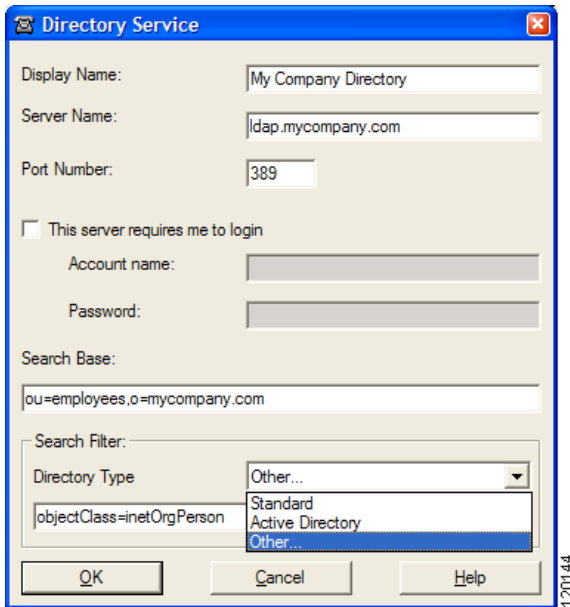 Directory Service
Display Name:
My Company Directory
Server Name:
ldap.mycompany.com
Port Number:
389
This server requires me to login
Account name:
Password:
Search Base:
ou=employees,o=mycompany.com
Search Filter:
Directory Type
Other...
objectClass=inetOrgPerson
Standard
Active Directory
Other...
OK
Cancel
Help
120144